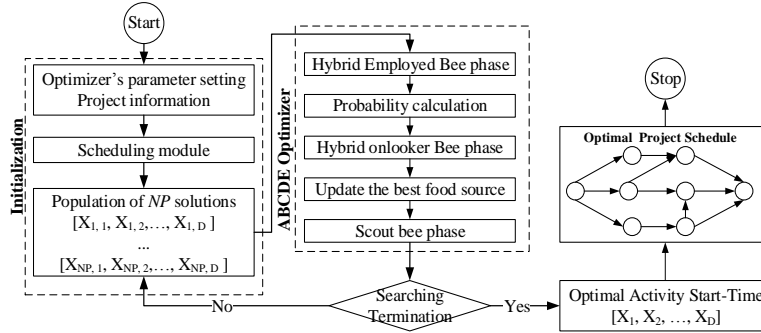 Start
Initialization
Optimizer's parameter setting
Project information
Scheduling module
Population of NP solutions
[X1, 1, X1, 2,…, X1, D ]
...
[XNP, 1, XNP, 2,…, XNP, D ]
ABCDE Optimizer
Hybrid Employed Bee phase
Probability calculation
Hybrid onlooker Bee phase
Update the best food source
Scout bee phase
Searching
Termination
No
Yes
Optimal Activity Start-Time
[X1, X2, …, XD]
Optimal Project Schedule
Stop